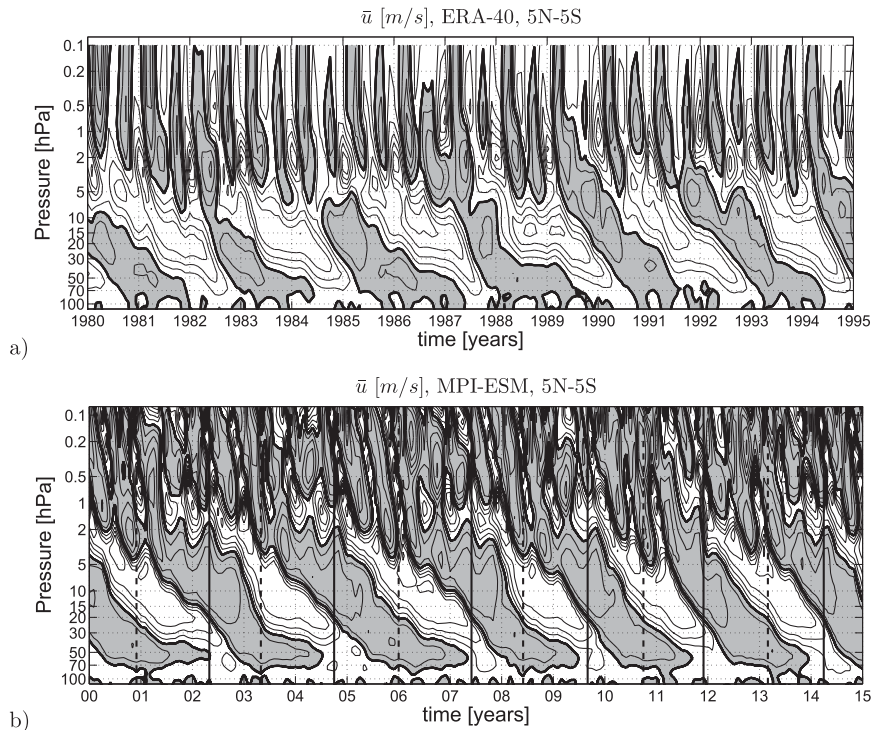 ū [m/s], ERA-40, 5N-5S
0.1
0.2
0.5
1
2
5
10
15
20
30
50
70
100
Pressure [hPa]
1980 1981 1982 1983 1984 1985 1986 1987 1988 1989 1990 1991 1992 1993 1994 1995
time [years]
a)
ū [m/s], MPI-ESM, 5N-5S
0.1
0.2
0.5
1
2
5
10
15
20
30
50
70
100
Pressure [hPa]
00 01 02 03 04 05 06 07 08 09 10 11 12 13 14 15
time [years]
b)